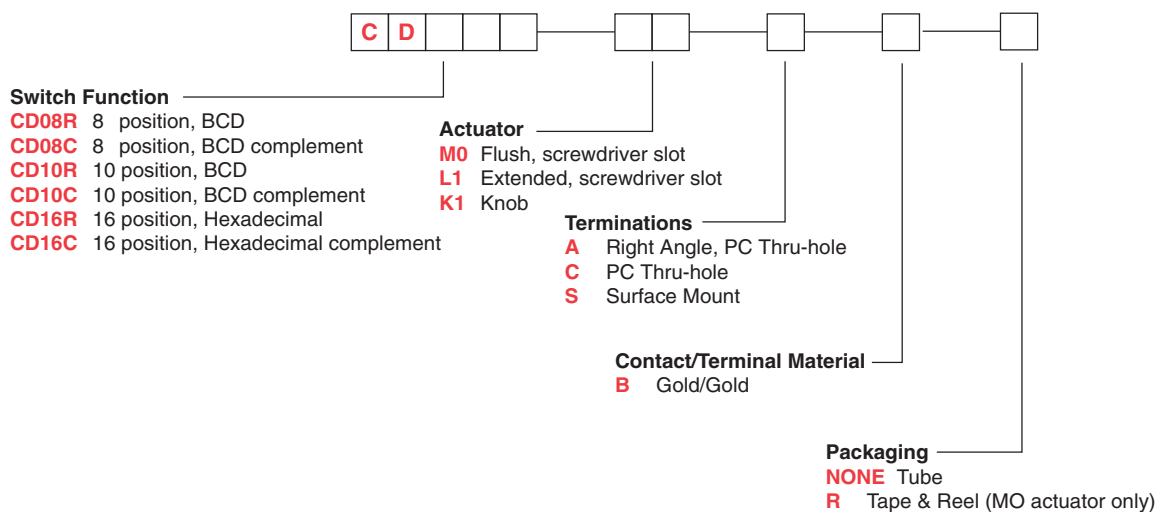 C D
Switch Function
CD08R 8 position, BCD
CD08C 8 position, BCD complement
CD10R 10 position, BCD
CD10C 10 position, BCD complement
CD16R 16 position, Hexadecimal
CD16C 16 position, Hexadecimal complement
Actuator
M0 Flush, screwdriver slot
L1 Extended, screwdriver slot
K1 Knob
Terminations
A Right Angle, PC Thru-hole
C PC Thru-hole
S Surface Mount
Contact/Terminal Material
B Gold/Gold
Packaging
NONE Tube
R Tape & Reel (MO actuator only)